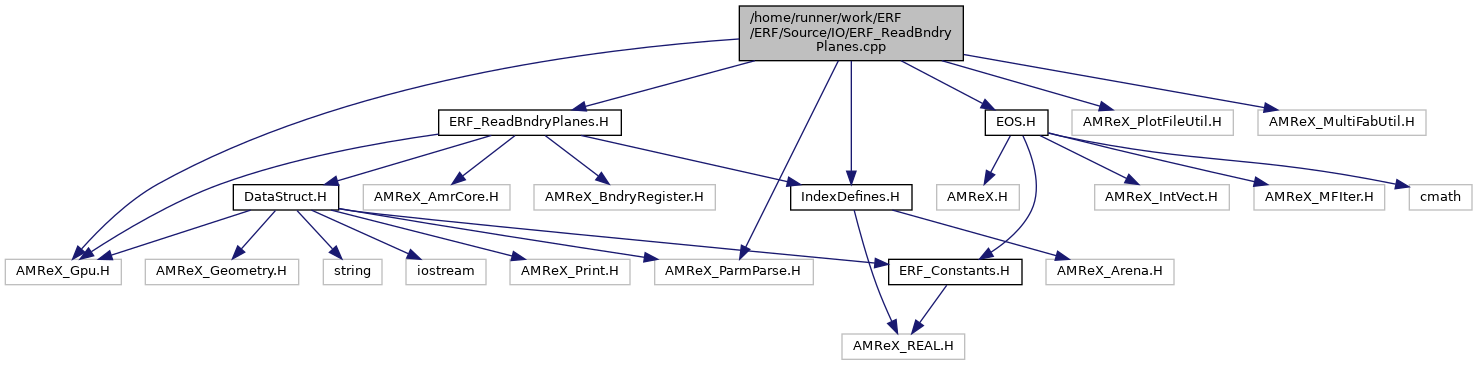 /home/runner/work/ERF
/ERF/Source/IO/ERF_ReadBndry
Planes.cpp
ERF_ReadBndryPlanes.H
EOS.H
AMReX_PlotFileUtil.H
AMReX_MultiFabUtil.H
DataStruct.H
AMReX_AmrCore.H
AMReX_BndryRegister.H
IndexDefines.H
AMReX.H
AMReX_IntVect.H
AMReX_MFIter.H
cmath
AMReX_Gpu.H
AMReX_Geometry.H
string
iostream
AMReX_Print.H
AMReX_ParmParse.H
ERF_Constants.H
AMReX_Arena.H
AMReX_REAL.H